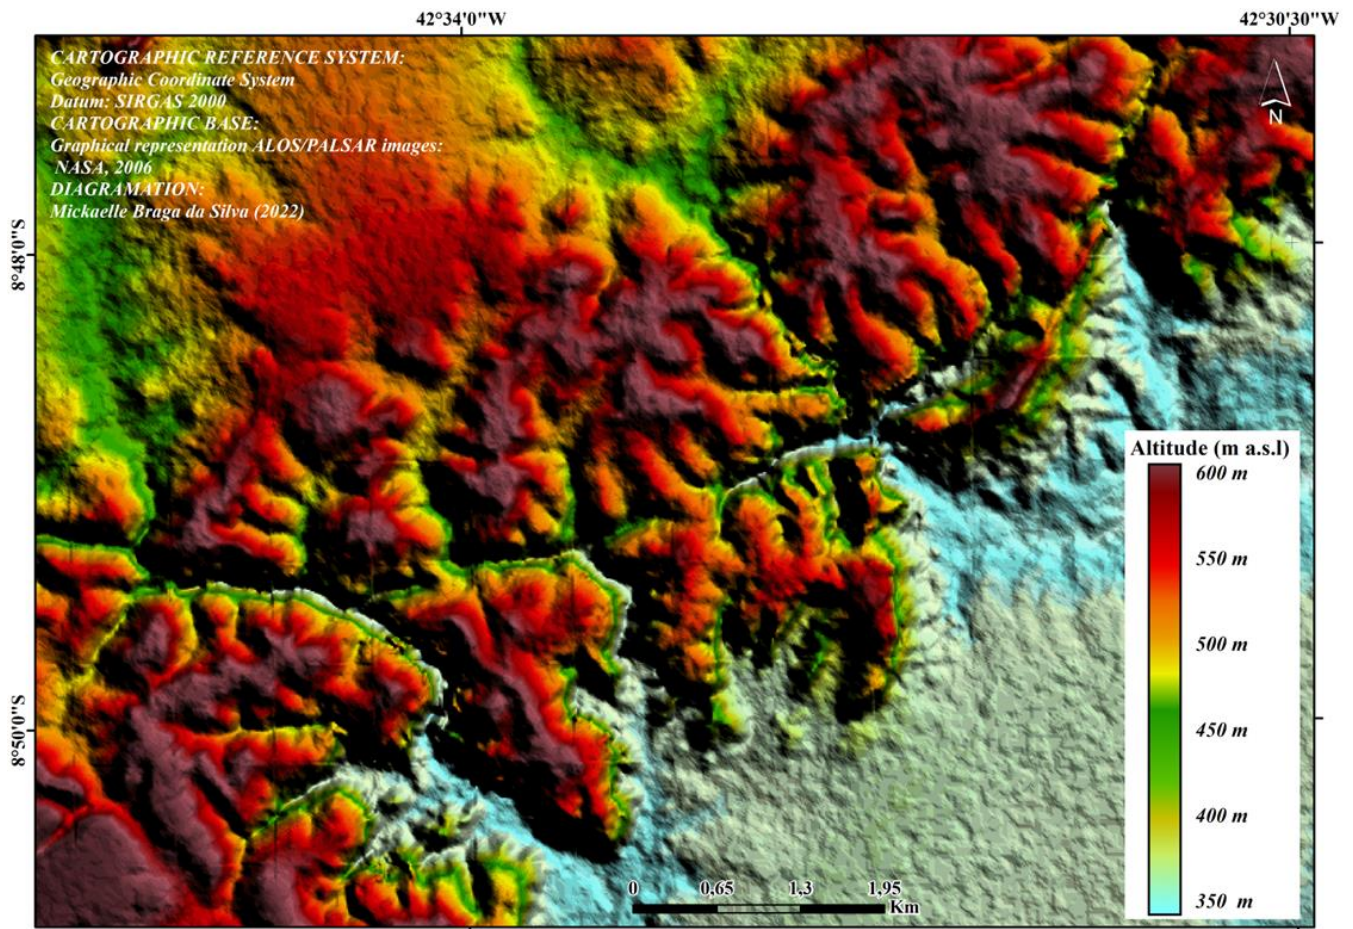 42°34'0"W
42°30'30"W
CARTOGRAPHIC REFERENCE SYSTEM:
Geographic Coordinate System
Datum: SIRGAS 2000
CARTOGRAPHIC BASE:
Graphical representation ALOS/PALSAR images:
NASA, 2006
DIAGRAMATION:
Mickaelle Braga da Silva (2022)
N
8°48'0"S
Altitude (m a.s.l)
600 m
550 m
500 m
450 m
400 m
350 m
8°50'0"S
0 0,65 1,3 1,95
Km